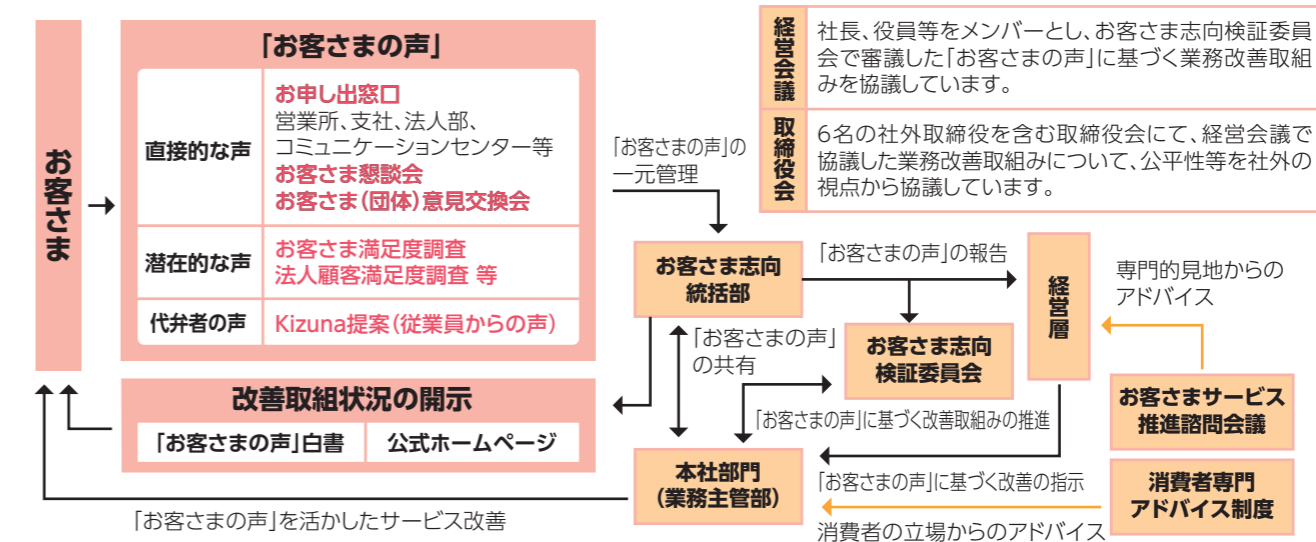 お客さま
「お客さまの声」
直接的な声
お申し出窓口
営業所、支社、法人部、
コミュニケーションセンター等
お客さま懇談会
お客さま(団体)意見交換会
潜在的な声
お客さま満足度調査
法人顧客満足度調査 等
代弁者の声
Kizuna提案(従業員からの声)
改善取組状況の開示
「お客さまの声」白書
公式ホームページ
「お客さまの声」を活かしたサービス改善
「お客さまの声」の
一元管理
経営会議
社長、役員等をメンバーとし、お客さま志向検証委員
会で審議した「お客さまの声」に基づく業務改善取組
みを協議しています。
取締役会
6名の社外取締役を含む取締役会にて、経営会議で
協議した業務改善取組みについて、公平性等を社外の
視点から協議しています。
お客さま志向
統括部
「お客さまの声」の報告
経営層
専門的見地からの
アドバイス
「お客さまの声」
の共有
お客さま志向
検証委員会
お客さまサービス
推進諮問会議
「お客さまの声」に基づく改善取組みの推進
本社部門
(業務主管部)
「お客さまの声」に基づく改善の指示
消費者専門
アドバイス制度
消費者の立場からのアドバイス